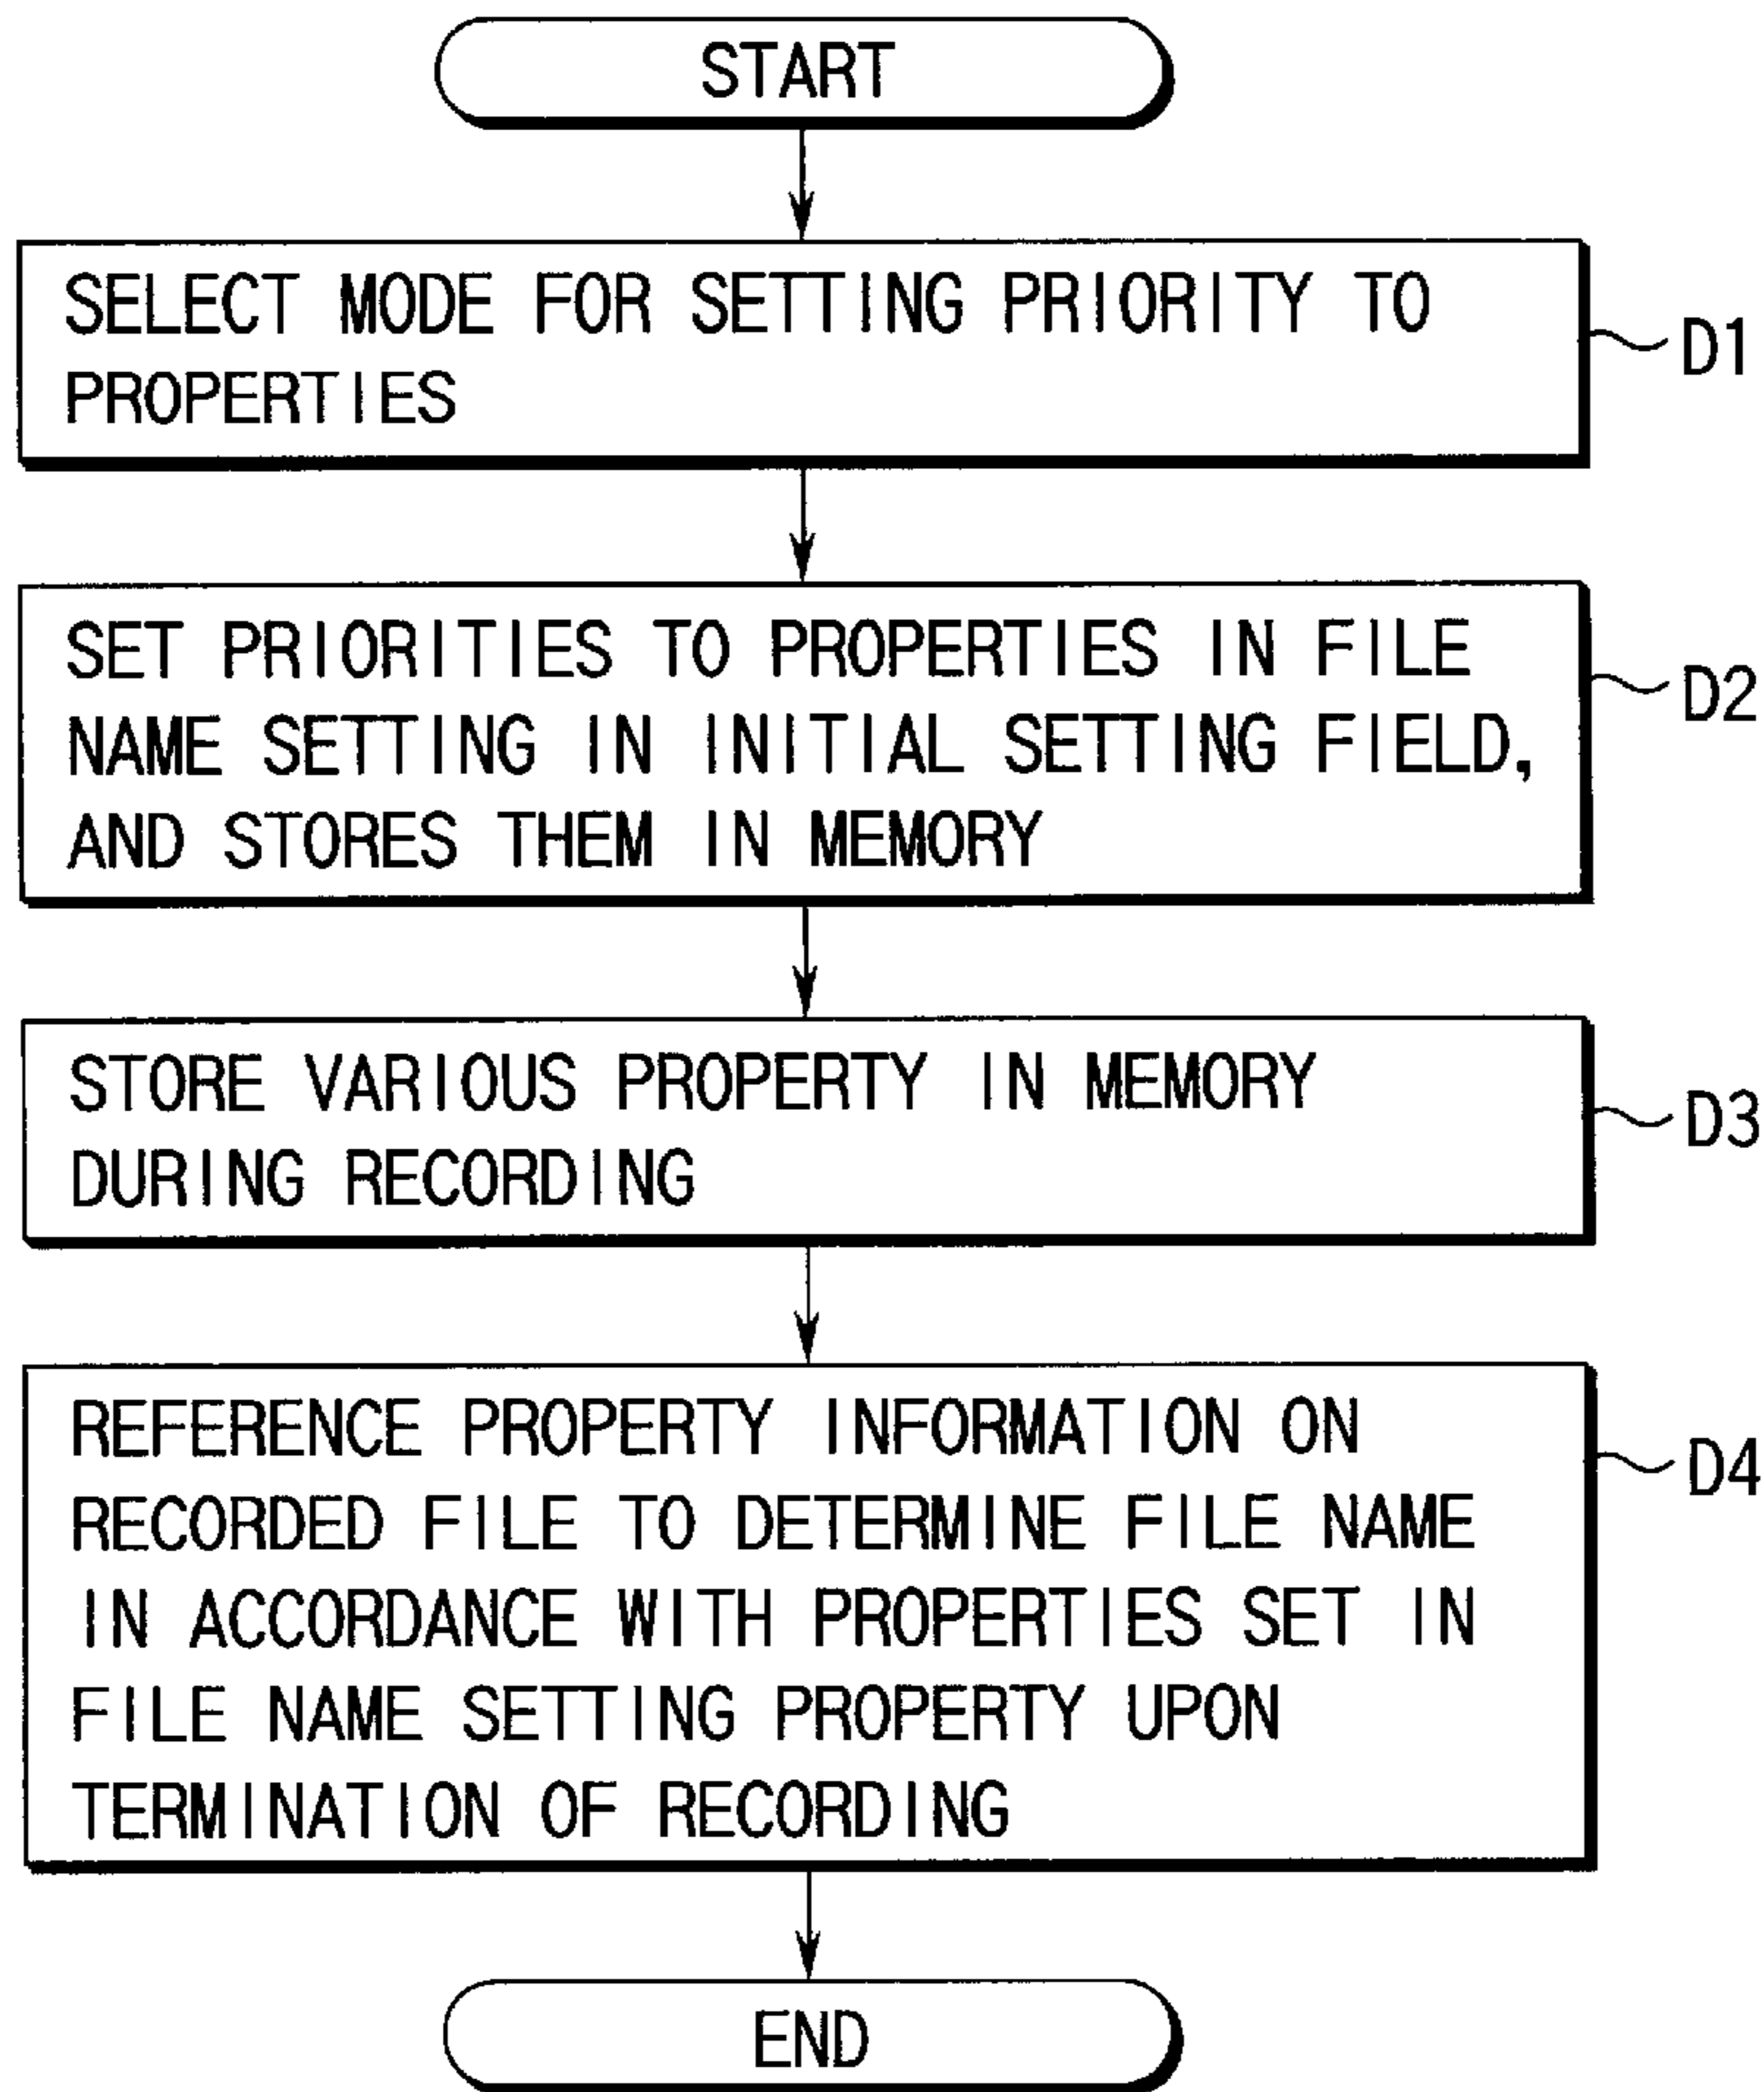 START
SELECT MODE FOR SETTING PRIORITY TO
PROPERTIES
D1
SET PRIORITIES TO PROPERTIES IN FILE
NAME SETTING IN INITIAL SETTING FIELD,
AND STORES THEM IN MEMORY
D2
STORE VARIOUS PROPERTY IN MEMORY
DURING RECORDING
D3
REFERENCE PROPERTY INFORMATION ON
RECORDED FILE TO DETERMINE FILE NAME
IN ACCORDANCE WITH PROPERTIES SET IN
FILE NAME SETTING PROPERTY UPON
TERMINATION OF RECORDING
D4
END